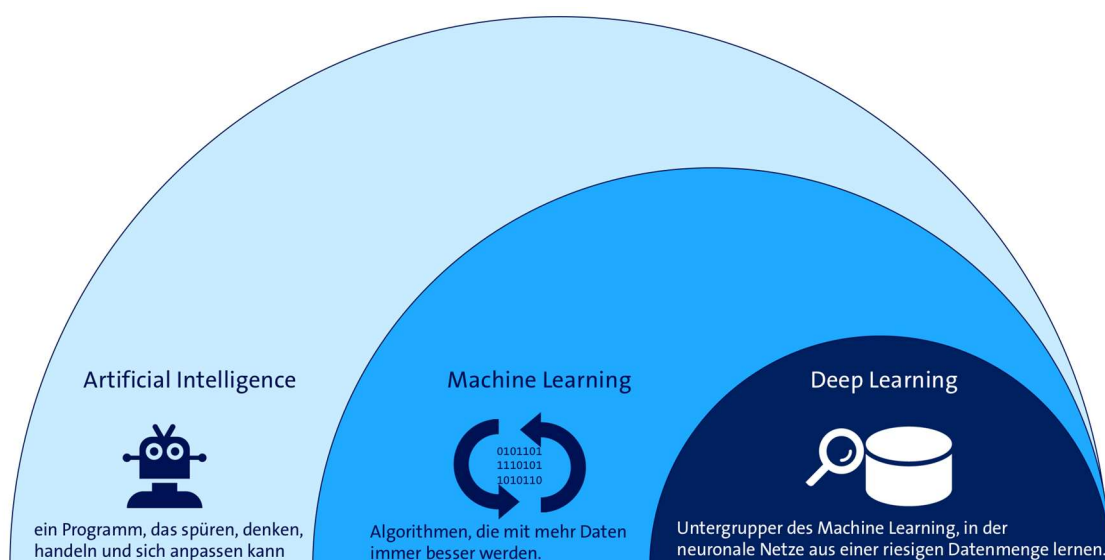 Artificial Intelligence
ein Programm, das spüren, denken,
handeln und sich anpassen kann
Machine Learning
0101101
1110101
1010110
Algorithmen, die mit mehr Daten
immer besser werden.
Deep Learning
Untergrupper des Machine Learning, in der
neuronale Netze aus einer riesigen Datenmenge lernen